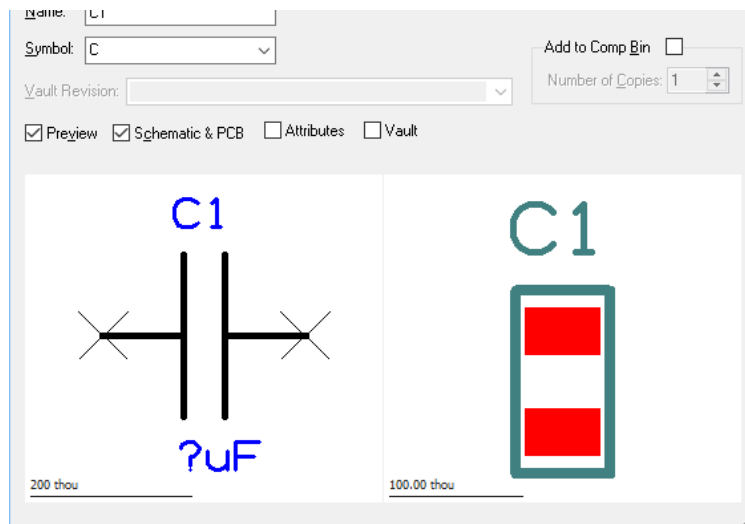 Name: C1
Symbol: C
Add to Comp Bin
Vault Revision:
Number of Copies: 1
Preview Schematic & PCB Attributes Vault
C1 C1
?uF
200 thou 100.00 thou